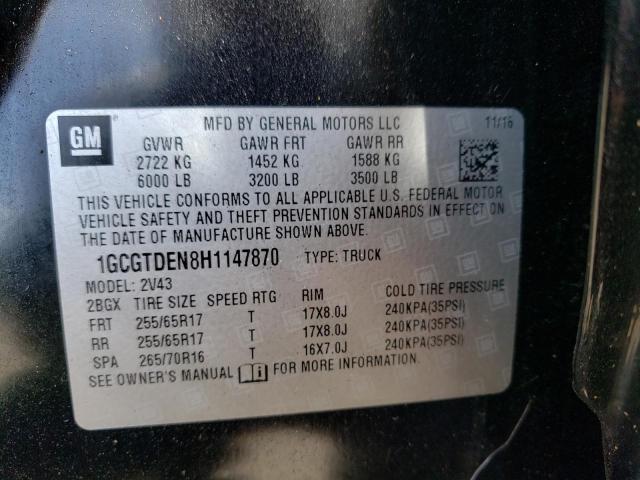 GM
MFD BY GENERAL MOTORS LLC 11/16
GVWR GAWR FRT GAWR RR
2722 KG 1452 KG 1588 KG
6000 LB 3200 LB 3500 LB
THIS VEHICLE CONFORMS TO ALL APPLICABLE U.S. FEDERAL MOTOR
VEHICLE SAFETY AND THEFT PREVENTION STANDARDS IN EFFECT ON
THE DATE OF MANUFACTURE SHOWN ABOVE.
1GCGTDEN8H1147870 TYPE: TRUCK
MODEL: 2V43
2BGX TIRE SIZE SPEED RTG RIM COLD TIRE PRESSURE
FRT 255/65R17 T 17X8.0J 240KPA(35PSI)
RR 255/65R17 T 17X8.0J 240KPA(35PSI)
SPA 265/70R16 T 16X7.0J 240KPA(35PSI)
SEE OWNER'S MANUAL FOR MORE INFORMATION.